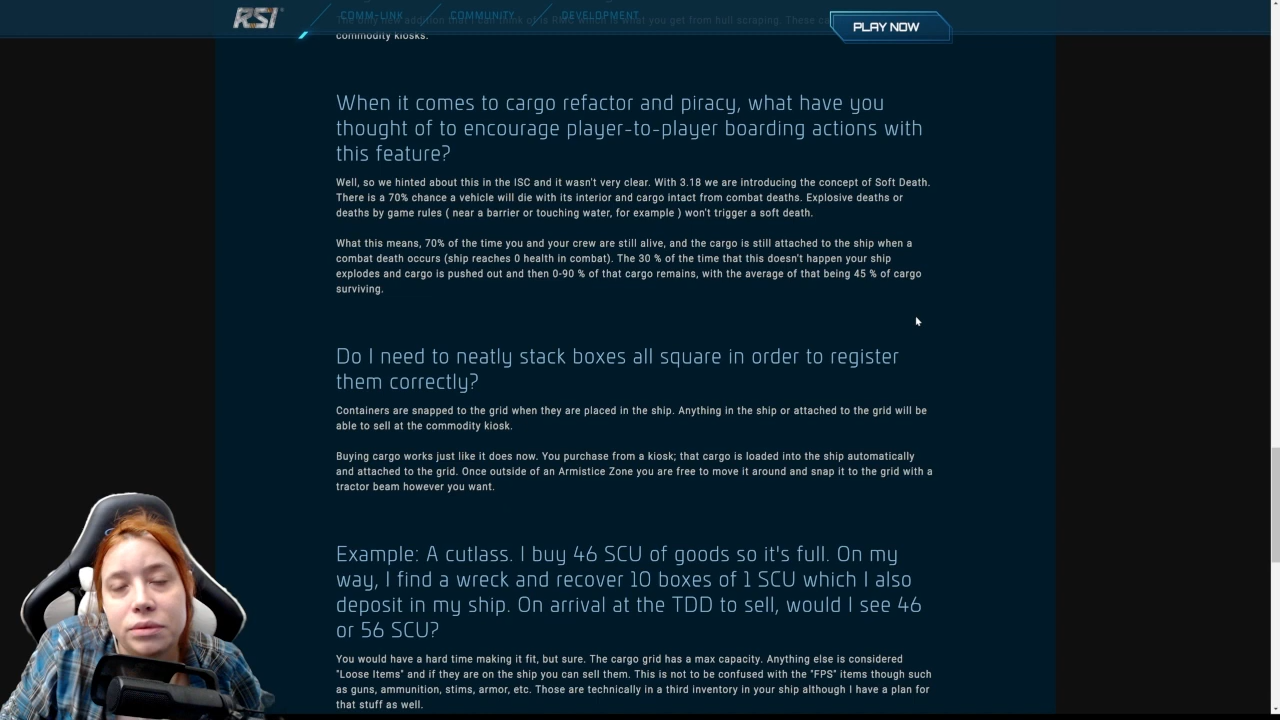 RSI
COMM-LINK
COMMUNITY
DEVELOPMENT
PLAY NOW
commodity kiosks.
When it comes to cargo refactor and piracy, what have you
thought of to encourage player-to-player boarding actions with
this feature?
Well, so we hinted about this in the ISC and it wasn't very clear. With 3.18 we are introducing the concept of Soft Death.
There is a 70% chance a vehicle will die with its interior and cargo intact from combat deaths. Explosive deaths or
deaths by game rules ( near a barrier or touching water, for example ) won't trigger a soft death.
What this means, 70% of the time you and your crew are still alive, and the cargo is still attached to the ship when a
combat death occurs (ship reaches 0 health in combat). The 30 % of the time that this doesn't happen your ship
explodes and cargo is pushed out and then 0-90 % of that cargo remains, with the average of that being 45 % of cargo
surviving.
Do I need to neatly stack boxes all square in order to register
them correctly?
Containers are snapped to the grid when they are placed in the ship. Anything in the ship or attached to the grid will be
able to sell at the commodity kiosk.
Buying cargo works just like it does now. You purchase from a kiosk; that cargo is loaded into the ship automatically
and attached to the grid. Once outside of an Armistice Zone you are free to move it around and snap it to the grid with a
tractor beam however you want.
Example: A cutlass. I buy 46 SCU of goods so it's full. On my
way, I find a wreck and recover 10 boxes of 1 SCU which I also
deposit in my ship. On arrival at the TDD to sell, would I see 46
or 56 SCU?
You would have a hard time making it fit, but sure. The cargo grid has a max capacity. Anything else is considered
"Loose Items" and if they are on the ship you can sell them. This is not to be confused with the "FPS" items though such
as guns, ammunition, stims, armor, etc. Those are technically in a third inventory in your ship although I have a plan for
that stuff as well.